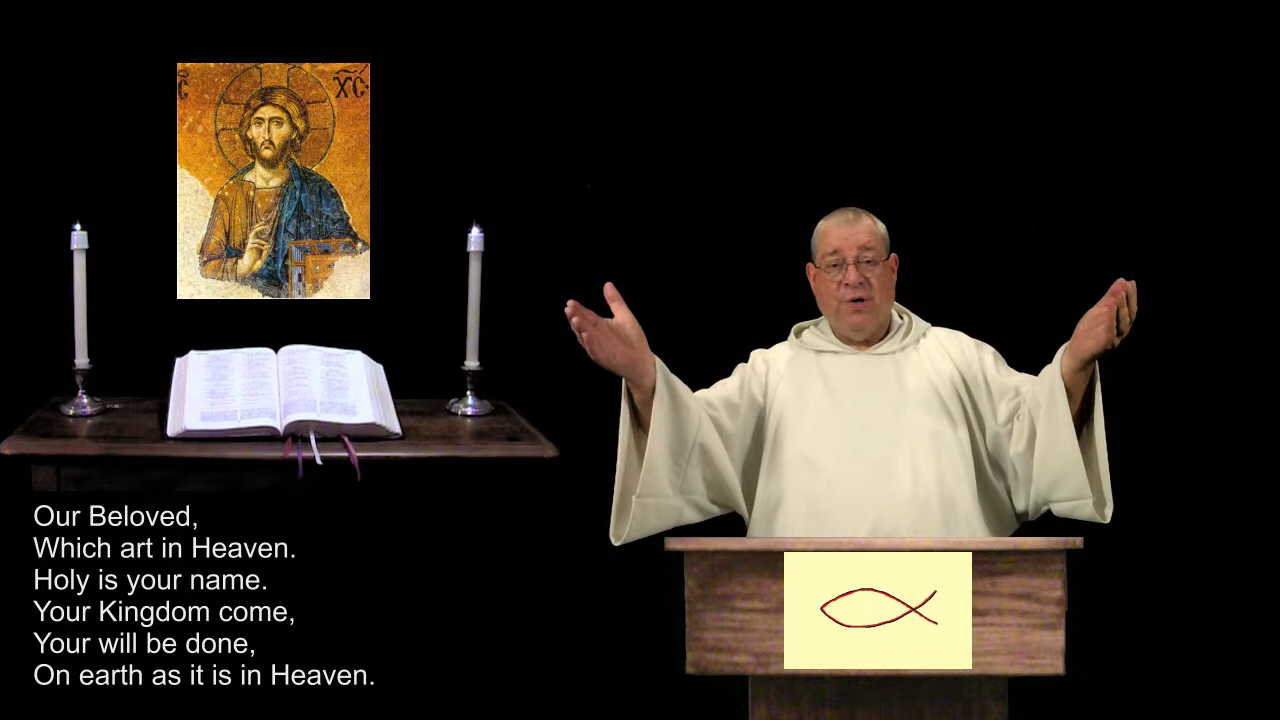 C
XC
Our Beloved,
Which art in Heaven.
Holy is your name.
Your Kingdom come,
Your will be done,
On earth as it is in Heaven.